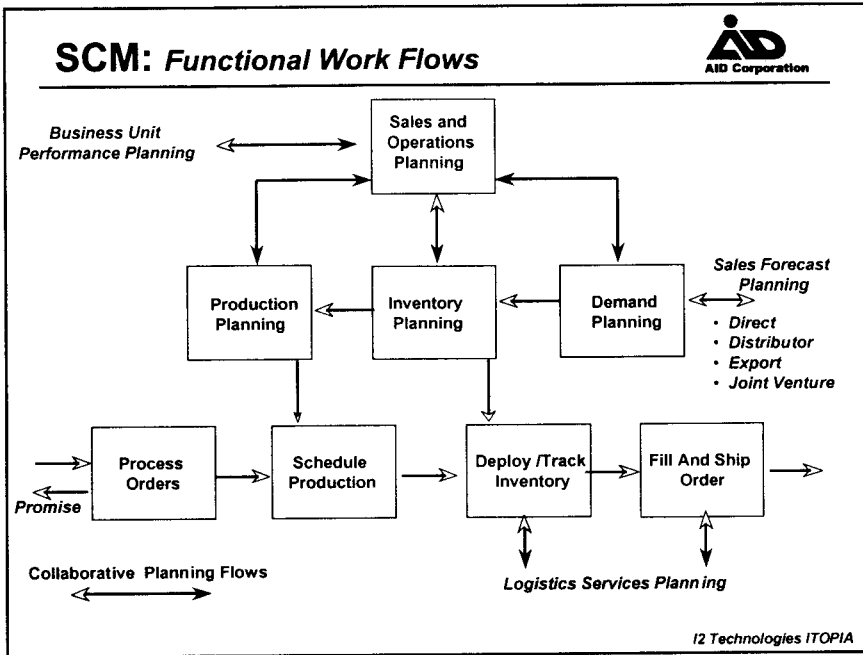 SCM: Functional Work Flows
AID
AID Corporation
Business Unit
Performance Planning
Sales and
Operations
Planning
Production
Planning
Inventory
Planning
Demand
Planning
Sales Forecast
Planning
• Direct
• Distributor
• Export
• Joint Venture
Process
Orders
Schedule
Production
Deploy /Track
Inventory
Fill And Ship
Order
Promise
Collaborative Planning Flows
Logistics Services Planning
I2 Technologies ITOPIA